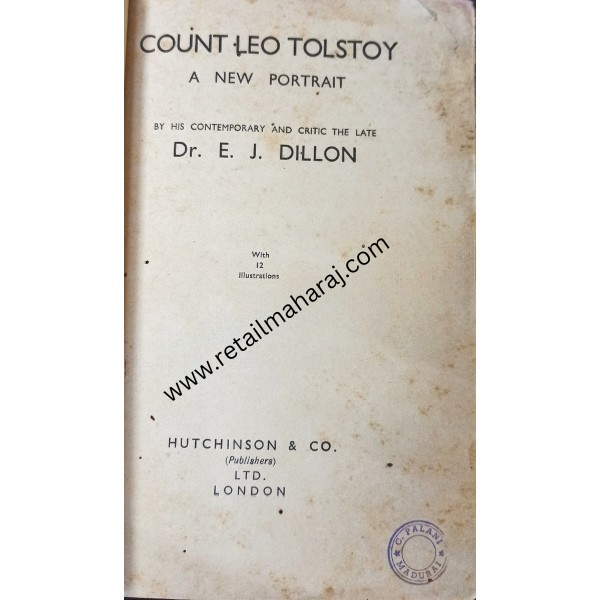 COUNT LEO TOLSTOY
A NEW PORTRAIT
BY HIS CONTEMPORARY AND CRITIC THE LATE
Dr. E. J. DILLON
With
12
Illustrations
www.retailmaharaj.com
HUTCHINSON & CO.
(Publishers)
LTD.
LONDON
★ C. PALANI ★
MADURAI